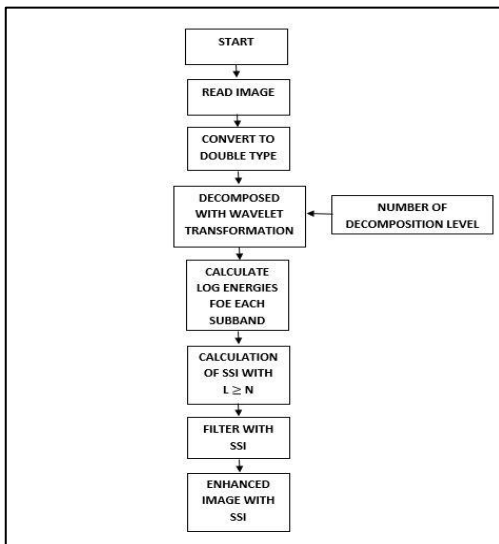 START
READ IMAGE
CONVERT TO
DOUBLE TYPE
DECOMPOSED
WITH WAVELET
TRANSFORMATION
NUMBER OF
DECOMPOSITION LEVEL
CALCULATE
LOG ENERGIES
FOE EACH
SUBBAND
CALCULATION
OF SSI WITH
L ≥ N
FILTER WITH
SSI
ENHANCED
IMAGE WITH
SSI